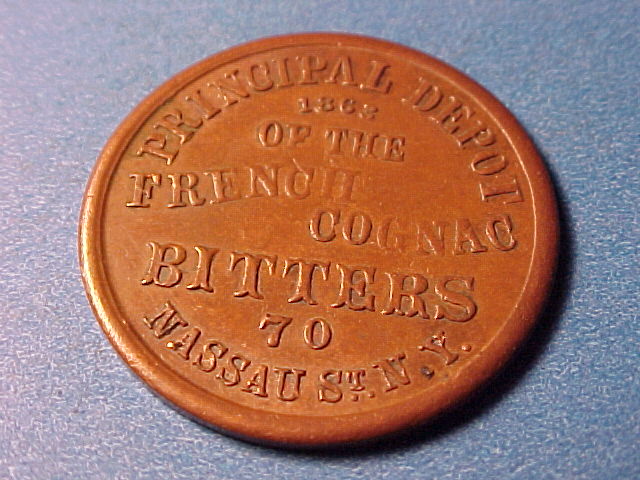 PRINCIPAL DEPOT
1863
OF THE
FRENCH
COGNAC
BITTERS
70
NASSAU ST. N.Y.